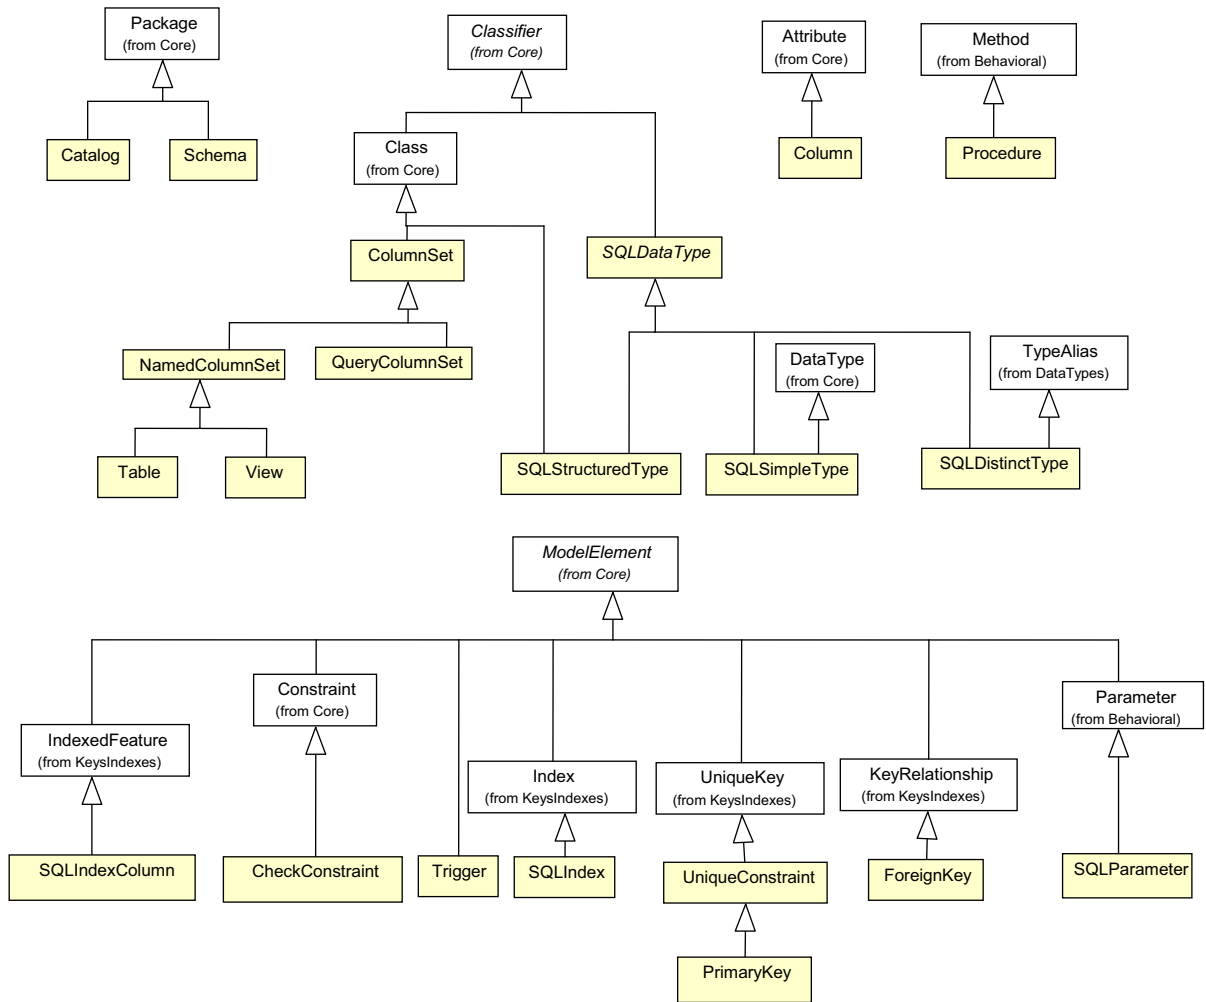 Package
(from Core)
Classifier
(from Core)
Attribute
(from Core)
Method
(from Behavioral)
Catalog
Schema
Class
(from Core)
Column
Procedure
ColumnSet
SQLDataType
NamedColumnSet
QueryColumnSet
DataType
(from Core)
TypeAlias
(from DataTypes)
Table
View
SQLStructuredType
SQLSimpleType
SQLDistinctType
ModelElement
(from Core)
IndexedFeature
(from KeysIndexes)
Constraint
(from Core)
Index
(from KeysIndexes)
UniqueKey
(from KeysIndexes)
KeyRelationship
(from KeysIndexes)
Parameter
(from Behavioral)
SQLIndexColumn
CheckConstraint
Trigger
SQLIndex
UniqueConstraint
ForeignKey
SQLParameter
PrimaryKey